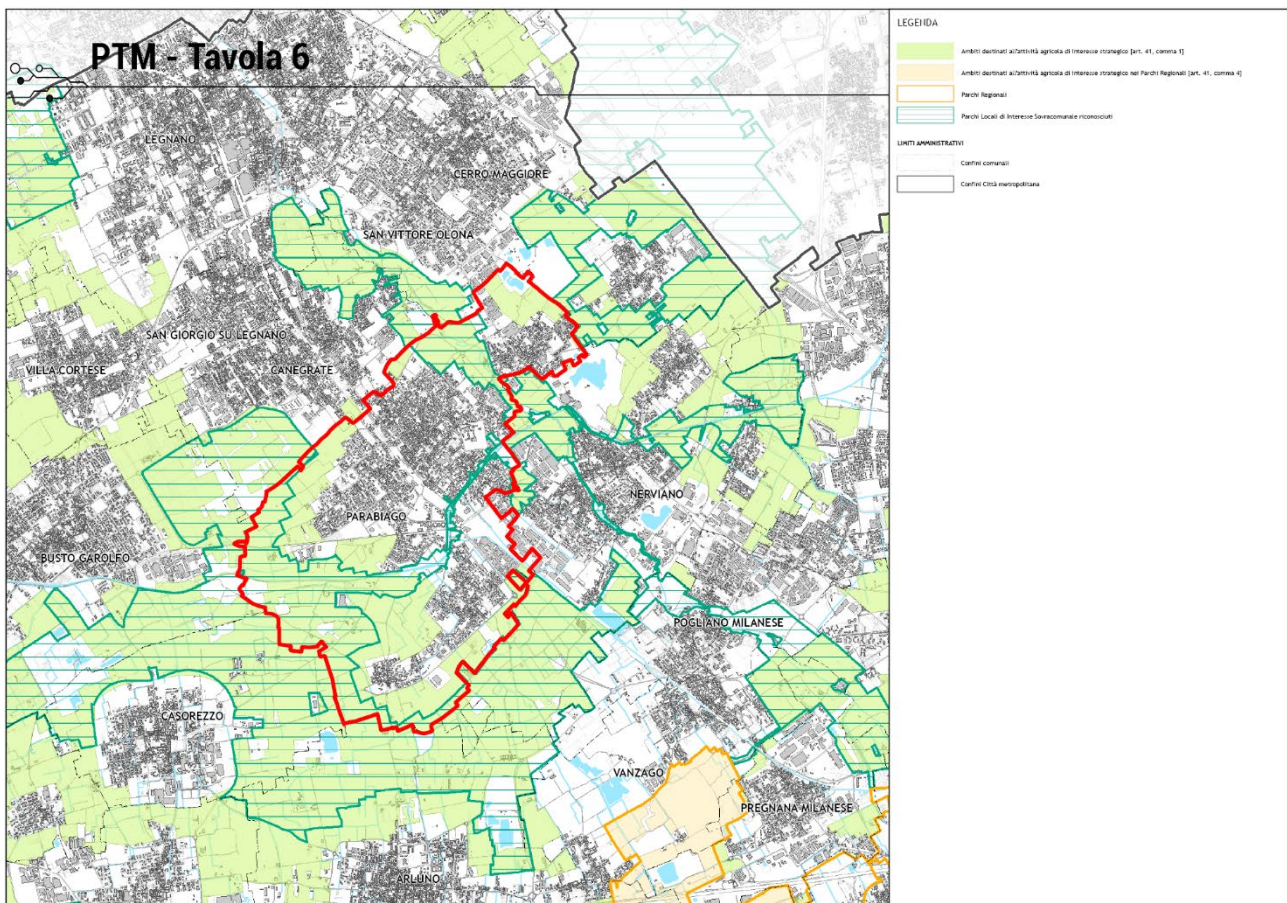 PTM - Tavola 6
LEGNANO
CERRO MAGGIORE
SAN VITTORE OLONA
SAN GIORGIO SU LEGNANO
VILLA CORTESE
CANEGRATE
NERVIANO
PARABIAGO
BUSTO GAROLFO
POGLIANO MILANESE
CASOREZZO
VANZAGO
PREGNANA MILANESE
ARLUNO
LEGENDA
Ambiti destinati all'attività agricola di interesse strategico [art. 41, comma 1]
Ambiti destinati all'attività agricola di interesse strategico nei Parchi Regionali [art. 41, comma 4]
Parchi Regionali
Parchi Locali di Interesse Sovracomunale riconosciuti
LIMITI AMMINISTRATIVI
Confini comunali
Confini Città metropolitana